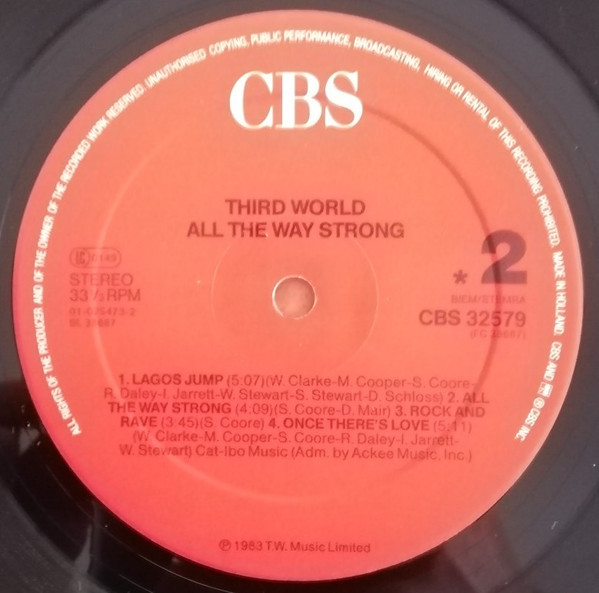 ALL RIGHTS OF THE PRODUCER AND OF THE OWNER OF THE RECORDED WORK RESERVED. UNAUTHORISED COPYING, PUBLIC PERFORMANCE, BROADCASTING, HIRING OR RENTAL OF THIS RECORDING PROHIBITED. MADE IN HOLLAND. CBS AND ℗ CBS INC.
CBS
THIRD WORLD
ALL THE WAY STRONG
STEREO
33⅓ RPM
* 2
BIEM/STEMRA
CBS 32579
1. LAGOS JUMP (5:07)(W. Clarke-M. Cooper-S. Coore-
R. Daley-I. Jarrett-W. Stewart-S. Stewart-D. Schloss) 2. ALL
THE WAY STRONG (4:09)(S. Coore-D. Mair) 3. ROCK AND
RAVE (3:45)(S. Coore) 4. ONCE THERE'S LOVE (5:11)
(W. Clarke-M. Cooper-S. Coore-R. Daley-I. Jarrett-
W. Stewart) Cat-Ibo Music (Adm. by Ackee Music, Inc.)
℗ 1983 T.W. Music Limited